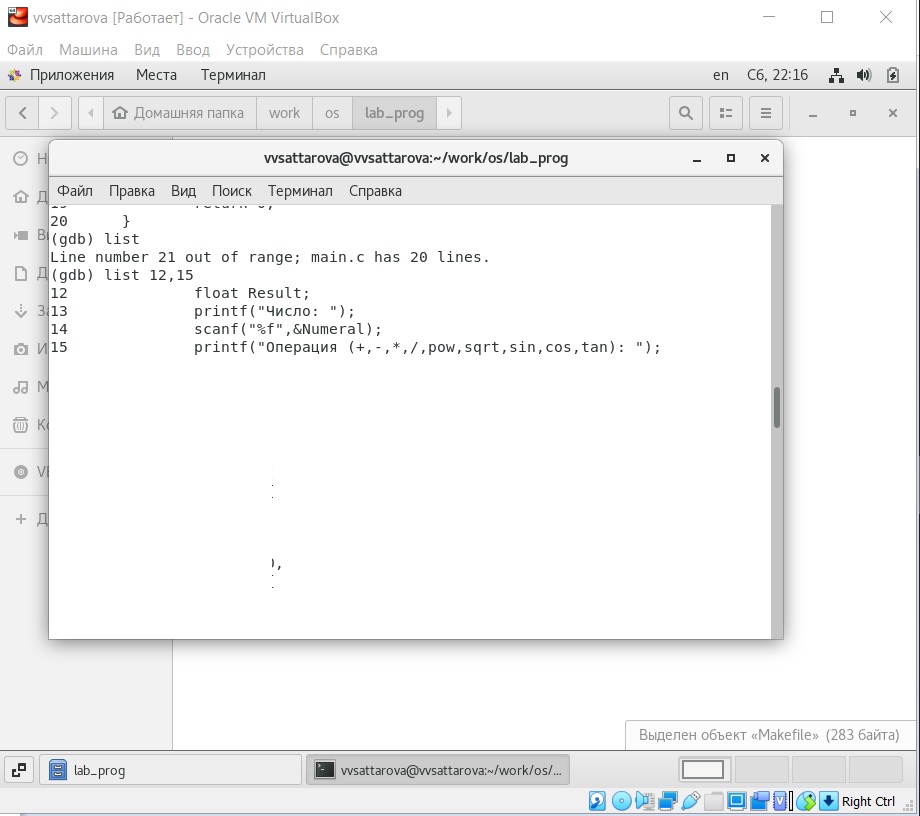 vvsattarova [Работает] - Oracle VM VirtualBox
Файл Машина Вид Ввод Устройства Справка
Приложения Места Терминал en Сб, 22:16
Домашняя папка work os lab_prog
vvsattarova@vvsattarova:~/work/os/lab_prog
Файл Правка Вид Поиск Терминал Справка
20 }
(gdb) list
Line number 21 out of range; main.c has 20 lines.
(gdb) list 12,15
12 float Result;
13 printf("Число: ");
14 scanf("%f",&Numeral);
15 printf("Операция (+,-,*,/,pow,sqrt,sin,cos,tan): ");
Выделен объект «Makefile» (283 байта)
lab_prog vvsattarova@vvsattarova:~/work/os/...
Right Ctrl